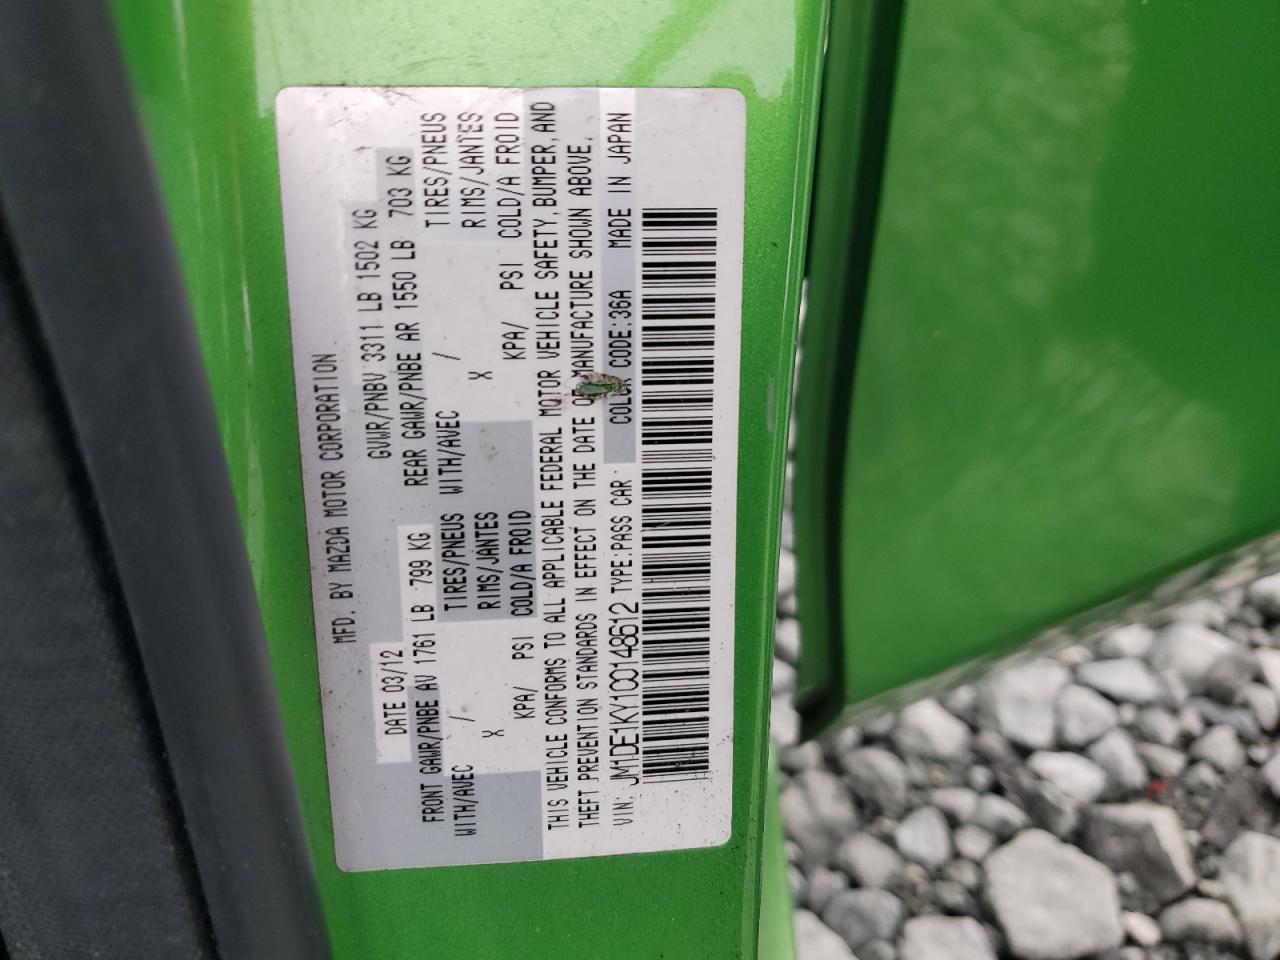 MFD. BY MAZDA MOTOR CORPORATION
DATE 03/12 GVWR/PNBV 3311 LB 1502 KG
FRONT GAWR/PNBE AV 1761 LB 799 KG REAR GAWR/PNBE AR 1550 LB 703 KG
WITH/AVEC / TIRES/PNEUS WITH/AVEC / TIRES/PNEUS
X RIMS/JANTES X RIMS/JANTES
KPA/ PSI COLD/A FROID KPA/ PSI COLD/A FROID
THIS VEHICLE CONFORMS TO ALL APPLICABLE FEDERAL MOTOR VEHICLE SAFETY, BUMPER, AND
THEFT PREVENTION STANDARDS IN EFFECT ON THE DATE OF MANUFACTURE SHOWN ABOVE.
VIN: JM1DE1KY1C0148612 TYPE:PASS CAR COLOR CODE:36A MADE IN JAPAN